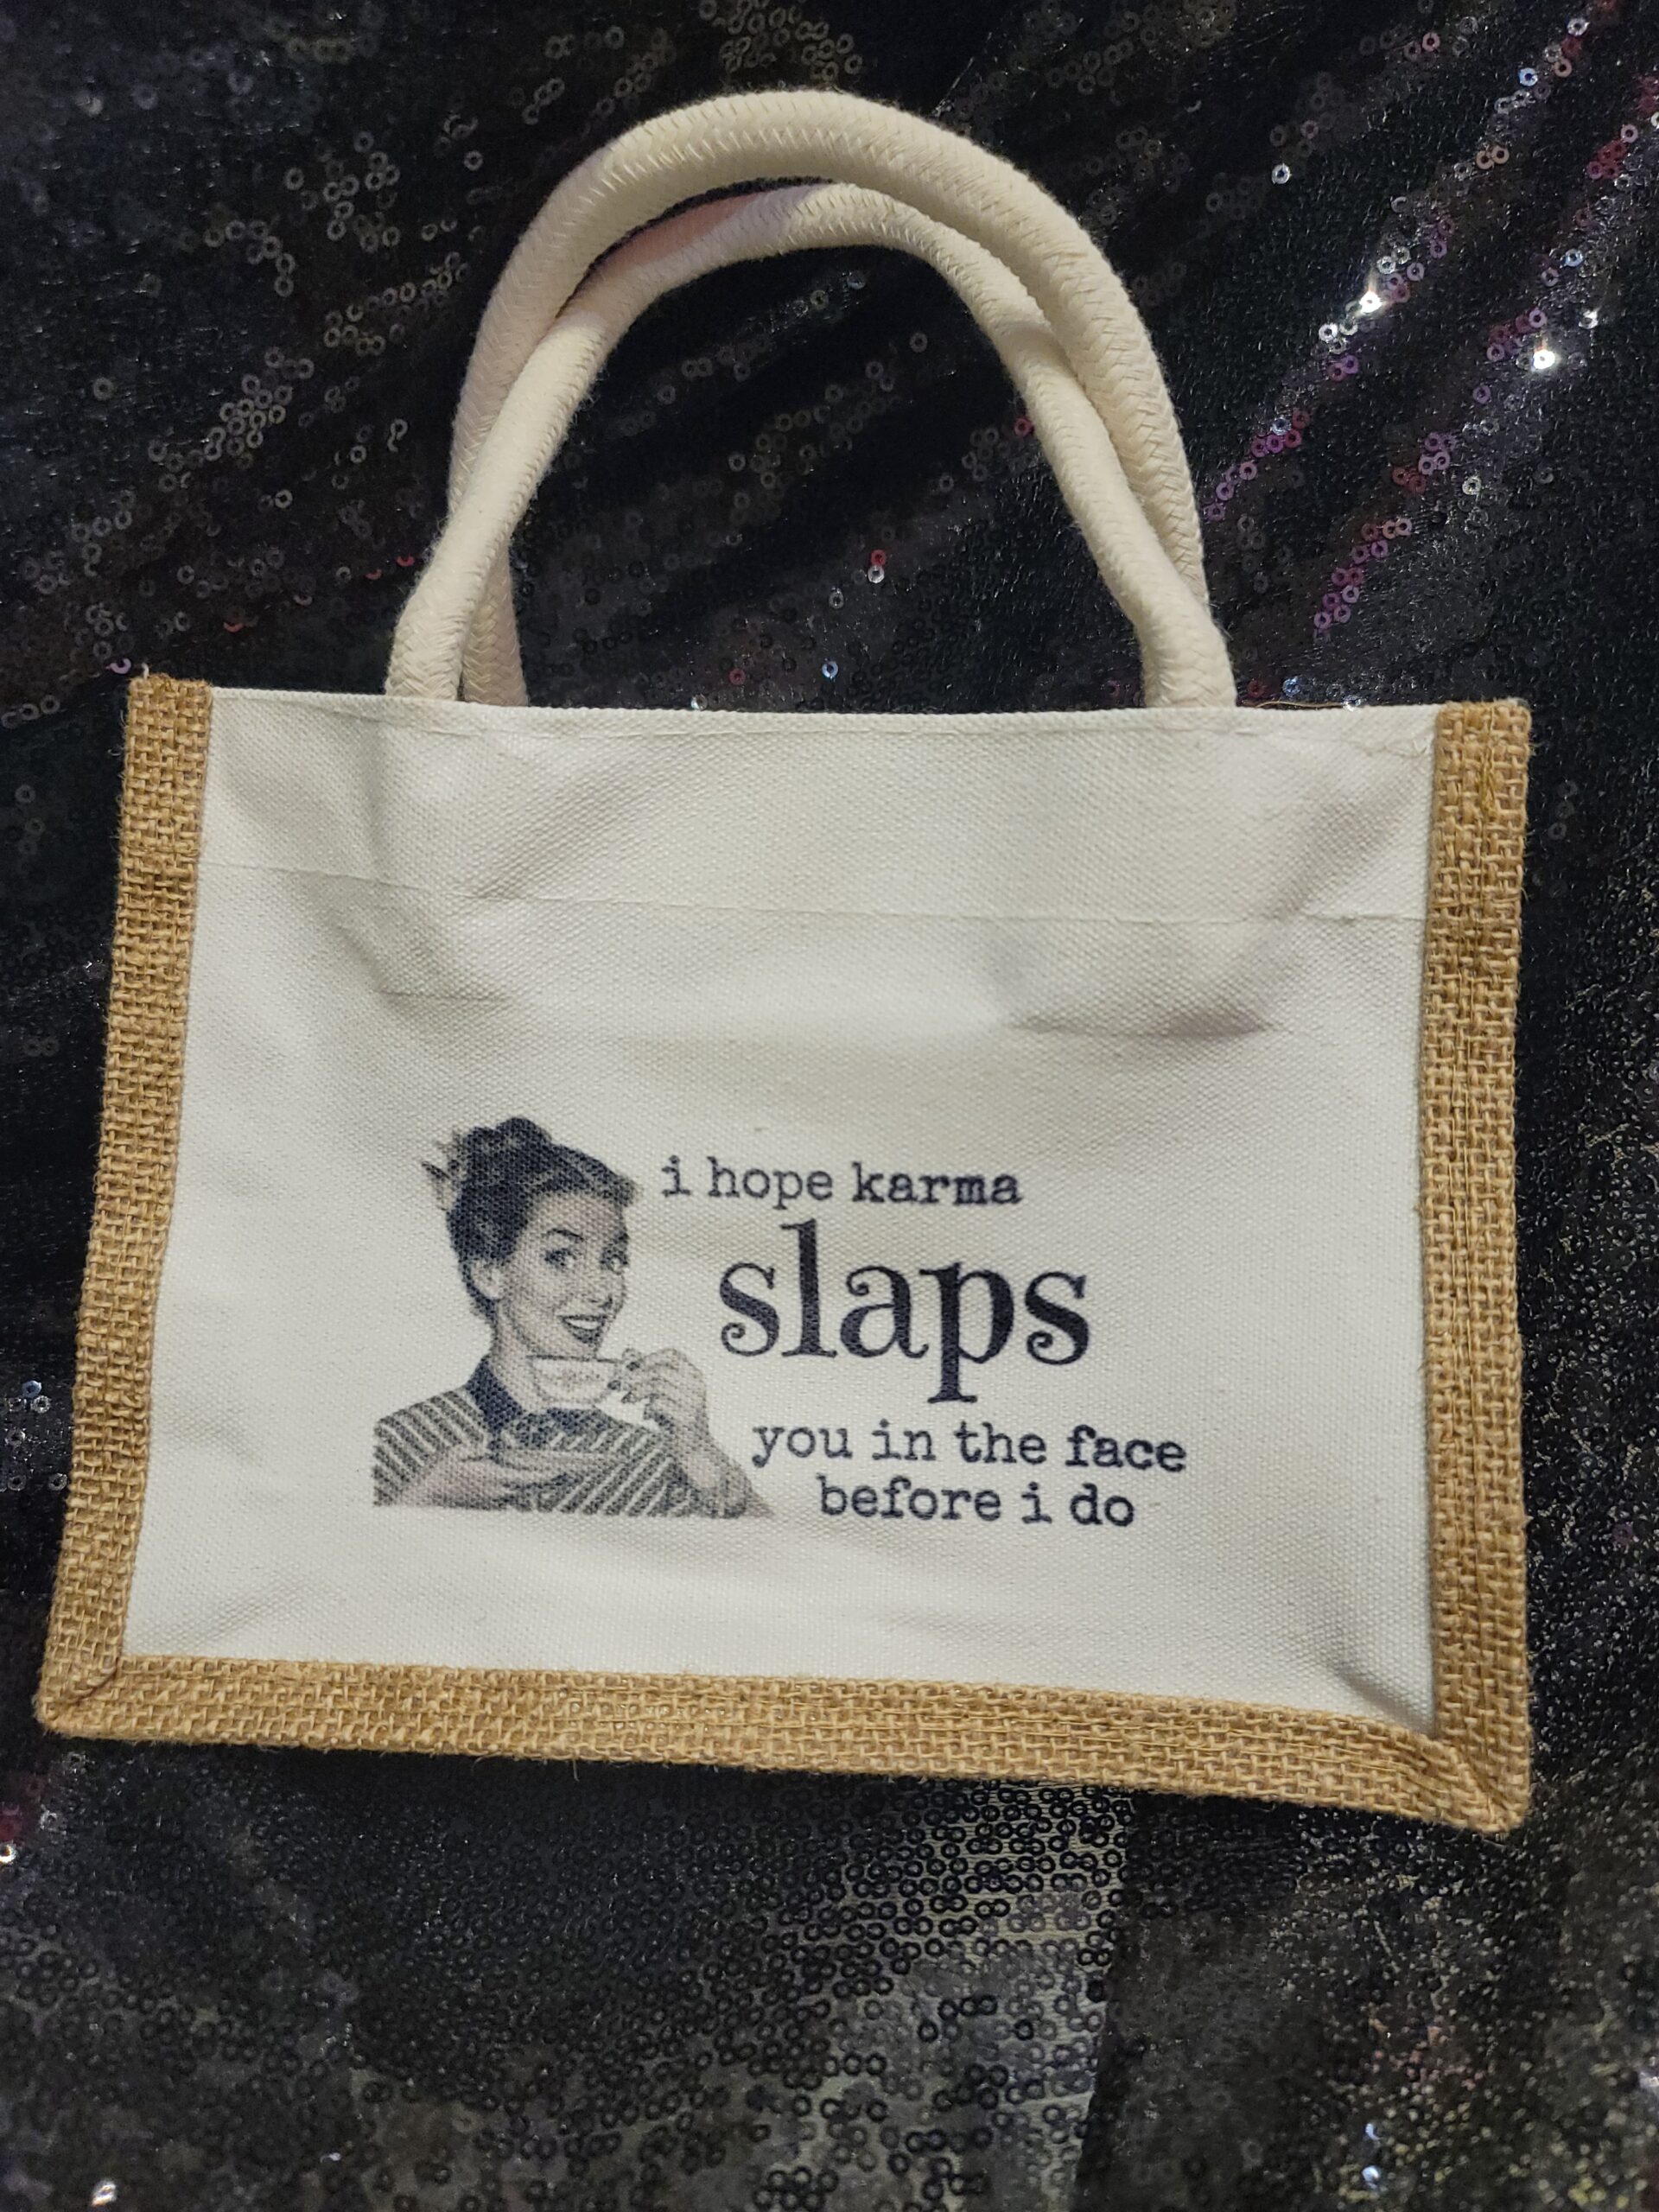 i hope karma
slaps
you in the face
before i do